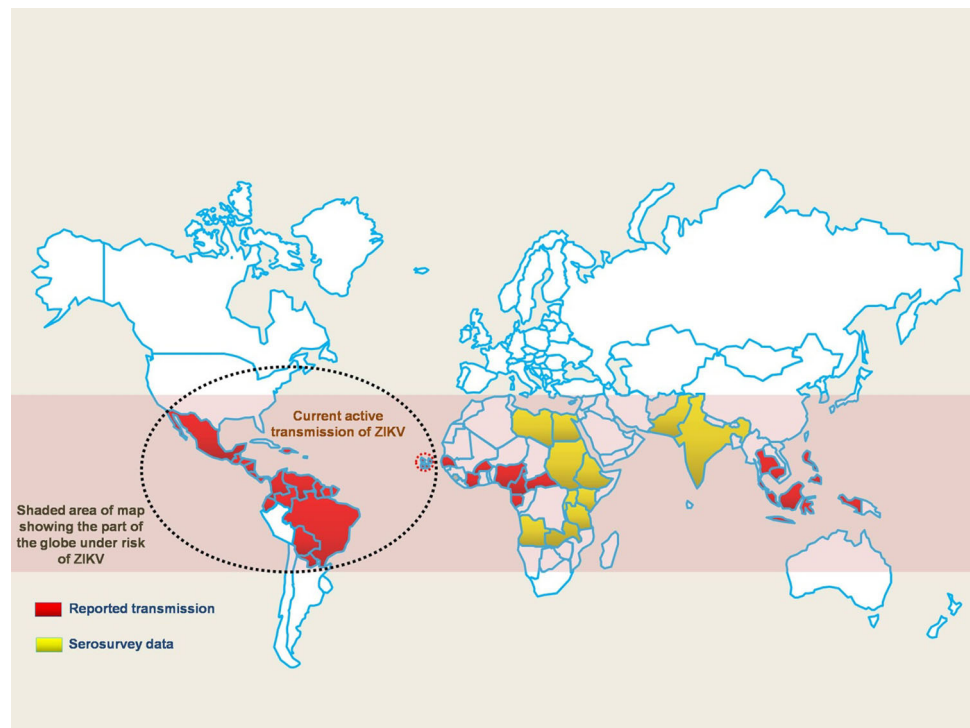 Current active
transmission of ZIKV
Shaded area of map
showing the part of
the globe under risk
of ZIKV
Reported transmission
Serosurvey data